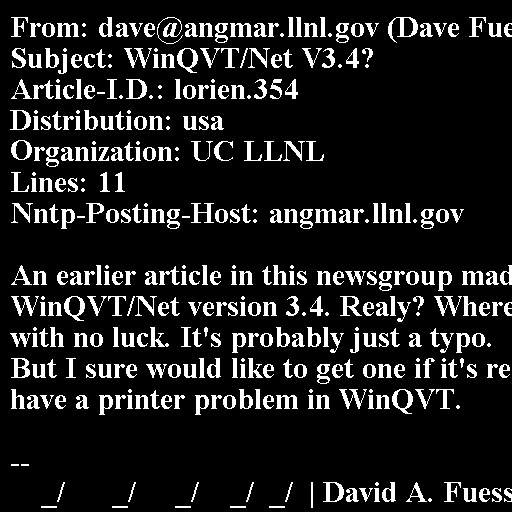 From: dave@angmar.llnl.gov (Dave Fue
Subject: WinQVT/Net V3.4?
Article-I.D.: lorien.354
Distribution: usa
Organization: UC LLNL
Lines: 11
Nntp-Posting-Host: angmar.llnl.gov

An earlier article in this newsgroup mad
WinQVT/Net version 3.4. Realy? Where
with no luck. It's probably just a typo.
But I sure would like to get one if it's re
have a printer problem in WinQVT.

--
_/ _/ _/ _/ _/ | David A. Fuess